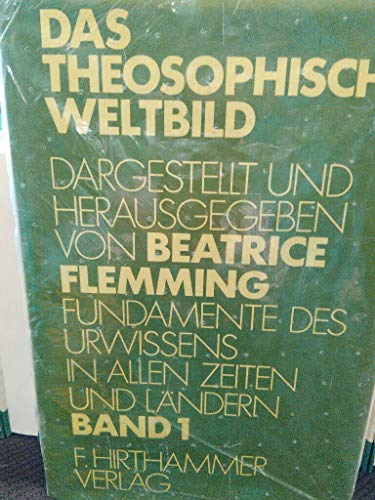 DAS
THEOSOPHISCH
WELTBILD
DARGESTELLT UND
HERAUSGEGEBEN
VON BEATRICE
FLEMMING
FUNDAMENTE DES
URWISSENS
IN ALLEN ZEITEN
UND LÄNDERN
BAND 1
F. HIRTHAMMER
VERLAG